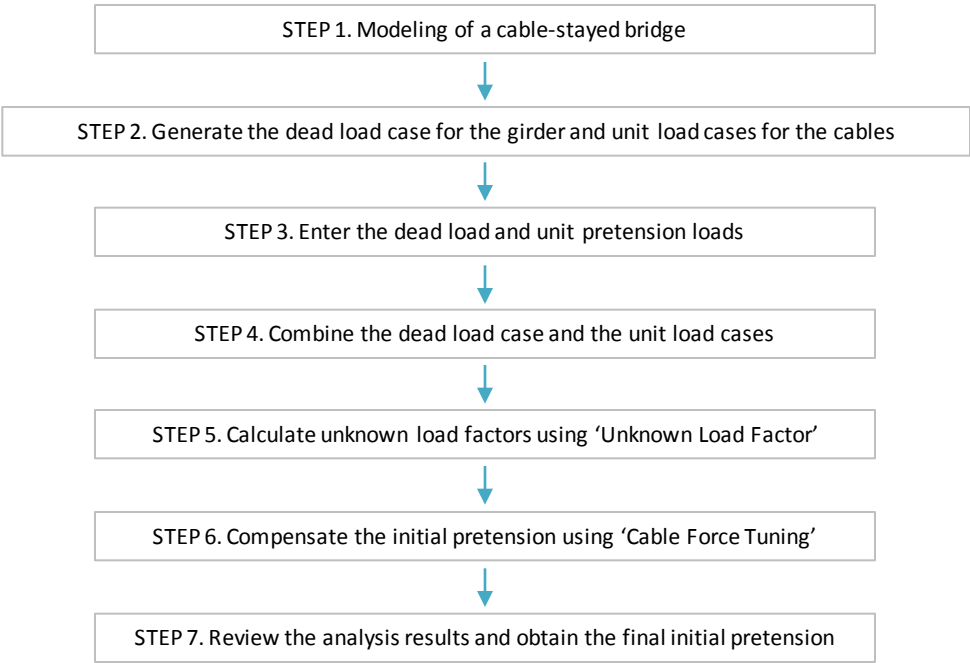 STEP 1. Modeling of a cable-stayed bridge
STEP 2. Generate the dead load case for the girder and unit load cases for the cables
STEP 3. Enter the dead load and unit pretension loads
STEP 4. Combine the dead load case and the unit load cases
STEP 5. Calculate unknown load factors using ‘Unknown Load Factor’
STEP 6. Compensate the initial pretension using ‘Cable Force Tuning’
STEP 7. Review the analysis results and obtain the final initial pretension